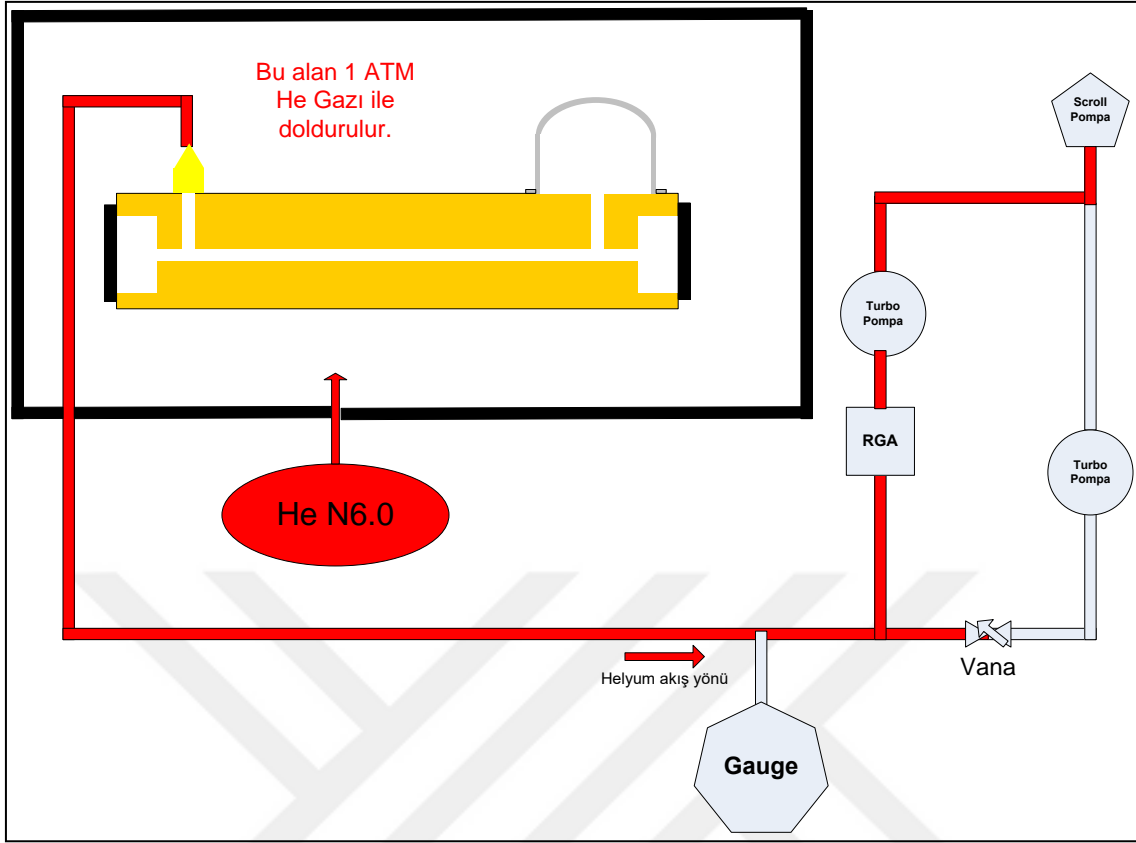 Bu alan 1 ATM
He Gazı ile
doldurulur.
Scroll
Pompa
Turbo
Pompa
RGA
Turbo
Pompa
He N6.0
Vana
Helyum akış yönü
Gauge